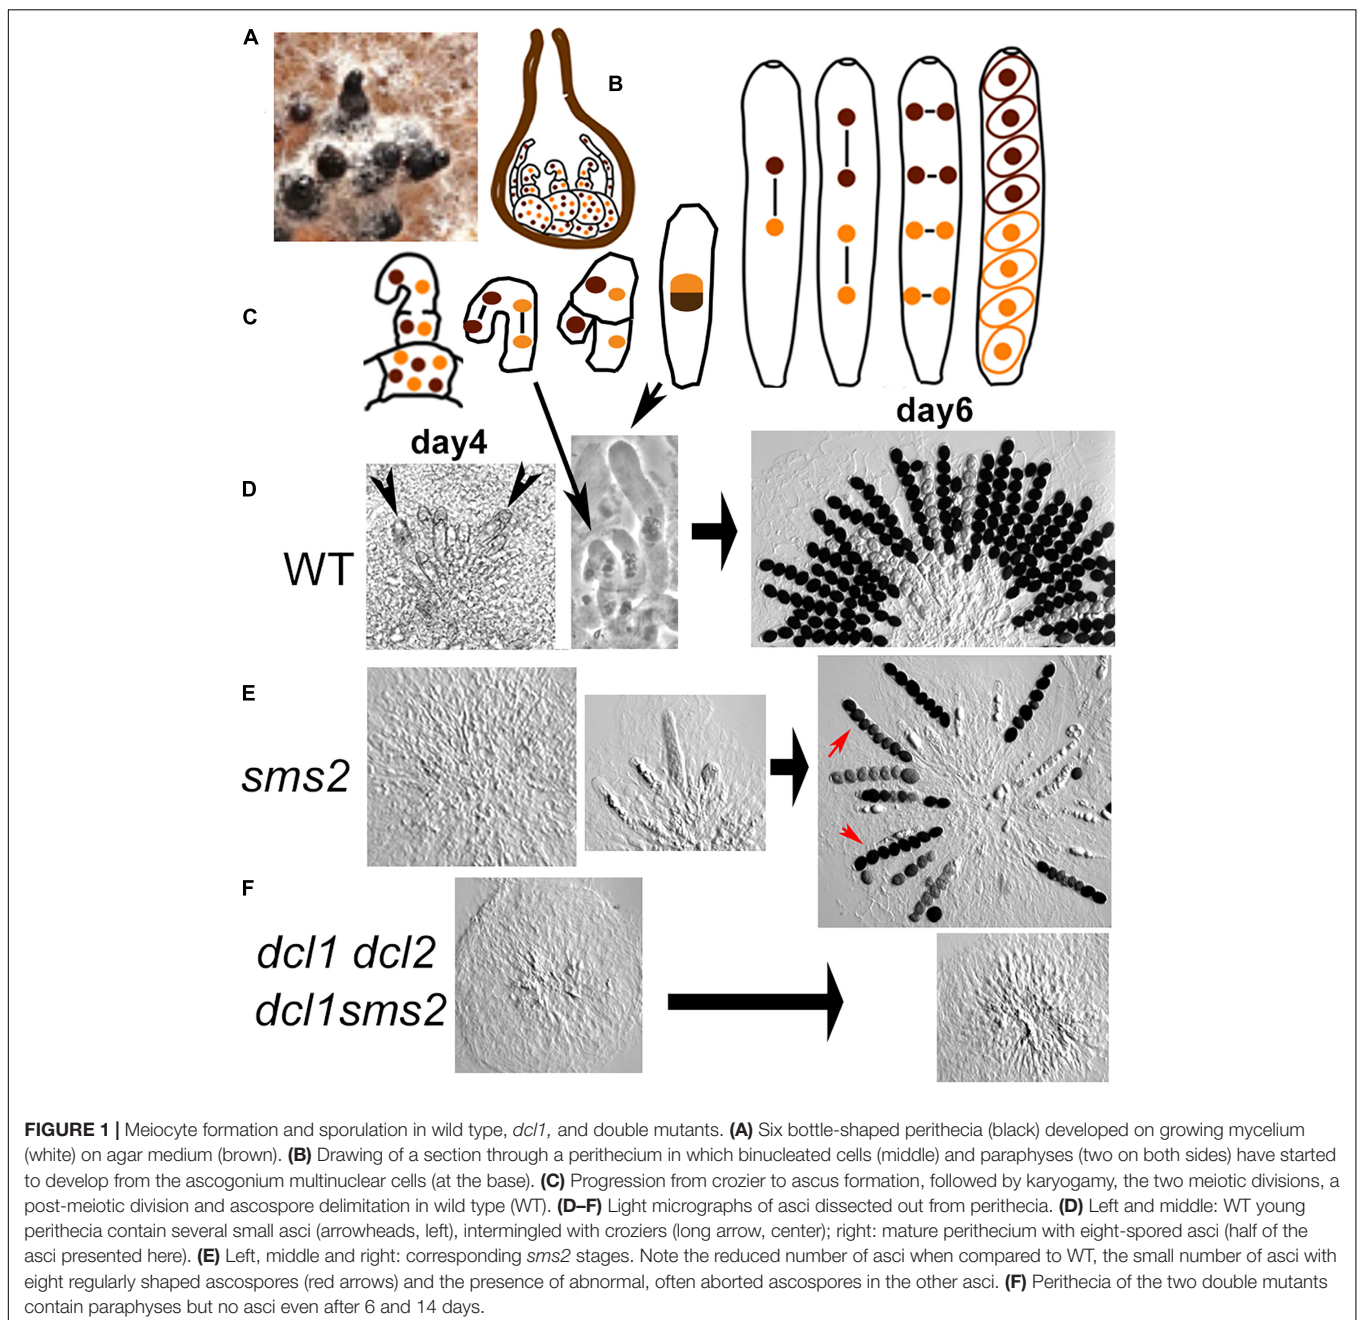 A
B
C
day4
day6
D
WT
E
sms2
F
dcl1 dcl2
dcl1sms2
FIGURE 1 | Meiocyte formation and sporulation in wild type, dcl1, and double mutants. (A) Six bottle-shaped perithecia (black) developed on growing mycelium
(white) on agar medium (brown). (B) Drawing of a section through a perithecium in which binucleated cells (middle) and paraphyses (two on both sides) have started
to develop from the ascogonium multinuclear cells (at the base). (C) Progression from crozier to ascus formation, followed by karyogamy, the two meiotic divisions, a
post-meiotic division and ascospore delimitation in wild type (WT). (D–F) Light micrographs of asci dissected out from perithecia. (D) Left and middle: WT young
perithecia contain several small asci (arrowheads, left), intermingled with croziers (long arrow, center); right: mature perithecium with eight-spored asci (half of the
asci presented here). (E) Left, middle and right: corresponding sms2 stages. Note the reduced number of asci when compared to WT, the small number of asci with
eight regularly shaped ascospores (red arrows) and the presence of abnormal, often aborted ascospores in the other asci. (F) Perithecia of the two double mutants
contain paraphyses but no asci even after 6 and 14 days.